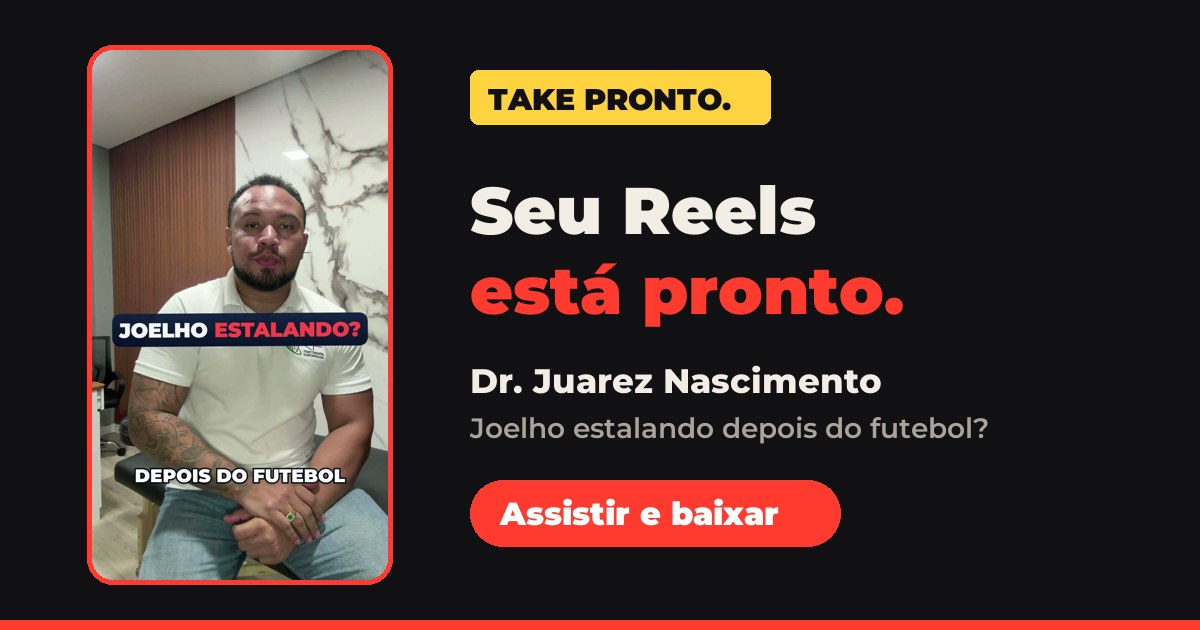 TAKE PRONTO.
Seu Reels
está pronto.
Dr. Juarez Nascimento
Joelho estalando depois do futebol?
Assistir e baixar
JOELHO ESTALANDO?
DEPOIS DO FUTEBOL